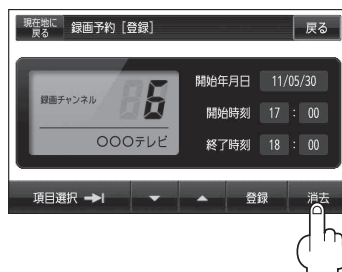 現在地に
戻る
録画予約［登録］
戻る
録画チャンネル
6
〇〇〇テレビ
開始年月日 11/05/30
開始時刻 17 : 00
終了時刻 18 : 00
項目選択 ▼ ▲ 登録 消去